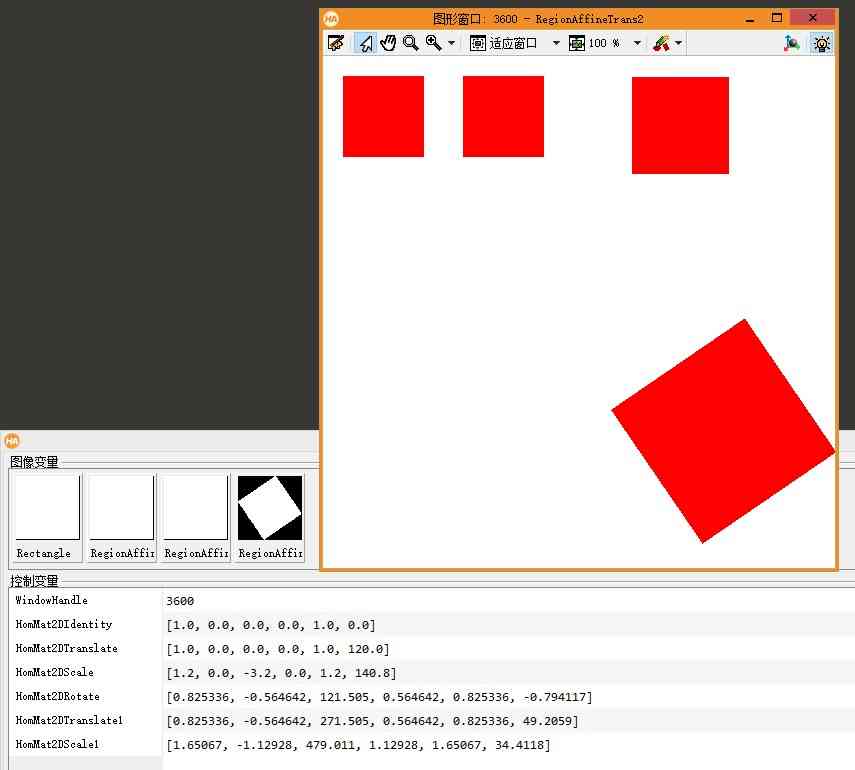 HA
图形窗口: 3600 - RegionAffineTrans2
适应窗口
100 %
HA
图像变量
Rectangle
RegionAffir
RegionAffir
RegionAffir
控制变量
WindowHandle 3600
HomMat2DIdentity [1.0, 0.0, 0.0, 0.0, 1.0, 0.0]
HomMat2DTranslate [1.0, 0.0, 0.0, 0.0, 1.0, 120.0]
HomMat2DScale [1.2, 0.0, -3.2, 0.0, 1.2, 140.8]
HomMat2DRotate [0.825336, -0.564642, 121.505, 0.564642, 0.825336, -0.794117]
HomMat2DTranslate1 [0.825336, -0.564642, 271.505, 0.564642, 0.825336, 49.2059]
HomMat2DScale1 [1.65067, -1.12928, 479.011, 1.12928, 1.65067, 34.4118]